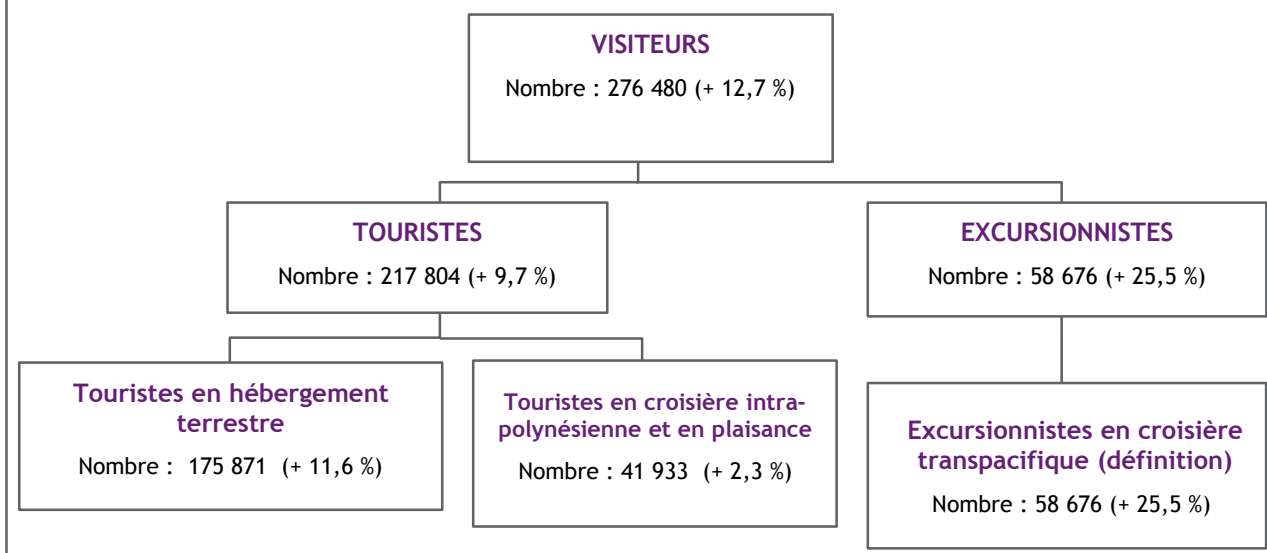 VISITEURS
Nombre : 276 480 (+ 12,7 %)
TOURISTES
Nombre : 217 804 (+ 9,7 %)
EXCURSIONNISTES
Nombre : 58 676 (+ 25,5 %)
Touristes en hébergement
terrestre
Nombre :  175 871  (+ 11,6 %)
Touristes en croisière intra-
polynésienne et en plaisance
Nombre : 41 933  (+ 2,3 %)
Excursionnistes en croisière
transpacifique (définition)
Nombre : 58 676 (+ 25,5 %)